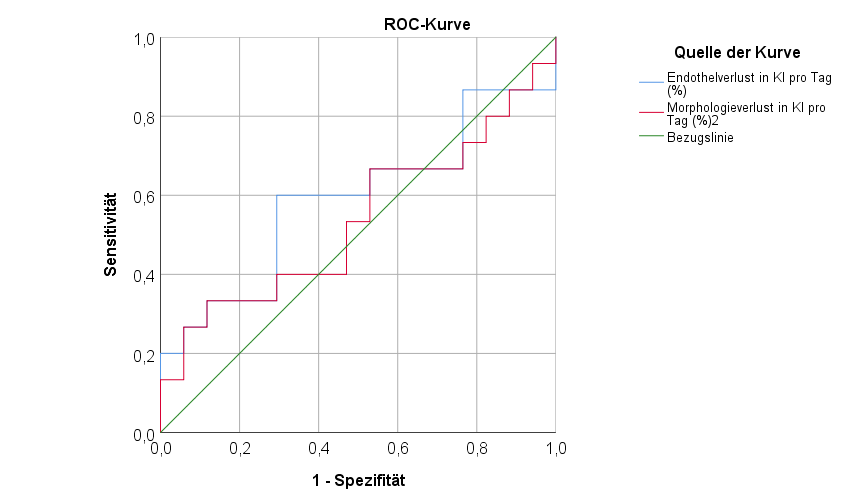 ROC-Kurve
Quelle der Kurve
Endothelverlust in KI pro Tag
(%)
Morphologieverlust in KI pro
Tag (%)2
Bezugslinie
Sensitivität
1,0
0,8
0,6
0,4
0,2
0,0
0,0 0,2 0,4 0,6 0,8 1,0
1 - Spezifität